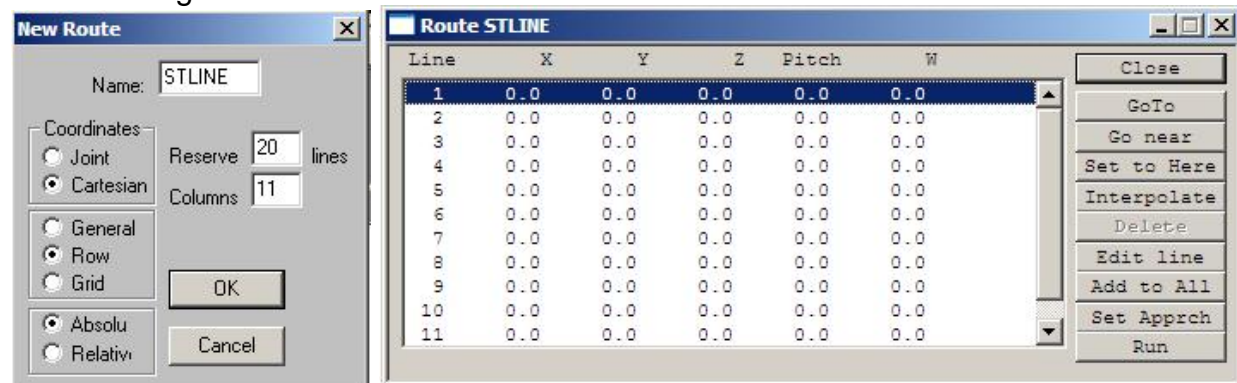 New Route
Name: STLINE
Coordinates
Joint
Cartesian
Reserve 20 lines
Columns 11
General
Row
Grid
OK
Absolu
Cancel
Route STLINE
Line X Y Z Pitch W
1 0.0 0.0 0.0 0.0 0.0
2 0.0 0.0 0.0 0.0 0.0
3 0.0 0.0 0.0 0.0 0.0
4 0.0 0.0 0.0 0.0 0.0
5 0.0 0.0 0.0 0.0 0.0
6 0.0 0.0 0.0 0.0 0.0
7 0.0 0.0 0.0 0.0 0.0
8 0.0 0.0 0.0 0.0 0.0
9 0.0 0.0 0.0 0.0 0.0
10 0.0 0.0 0.0 0.0 0.0
11 0.0 0.0 0.0 0.0 0.0
Close
GoTo
Go near
Set to Here
Interpolate
Delete
Edit line
Add to All
Set Apprch
Run